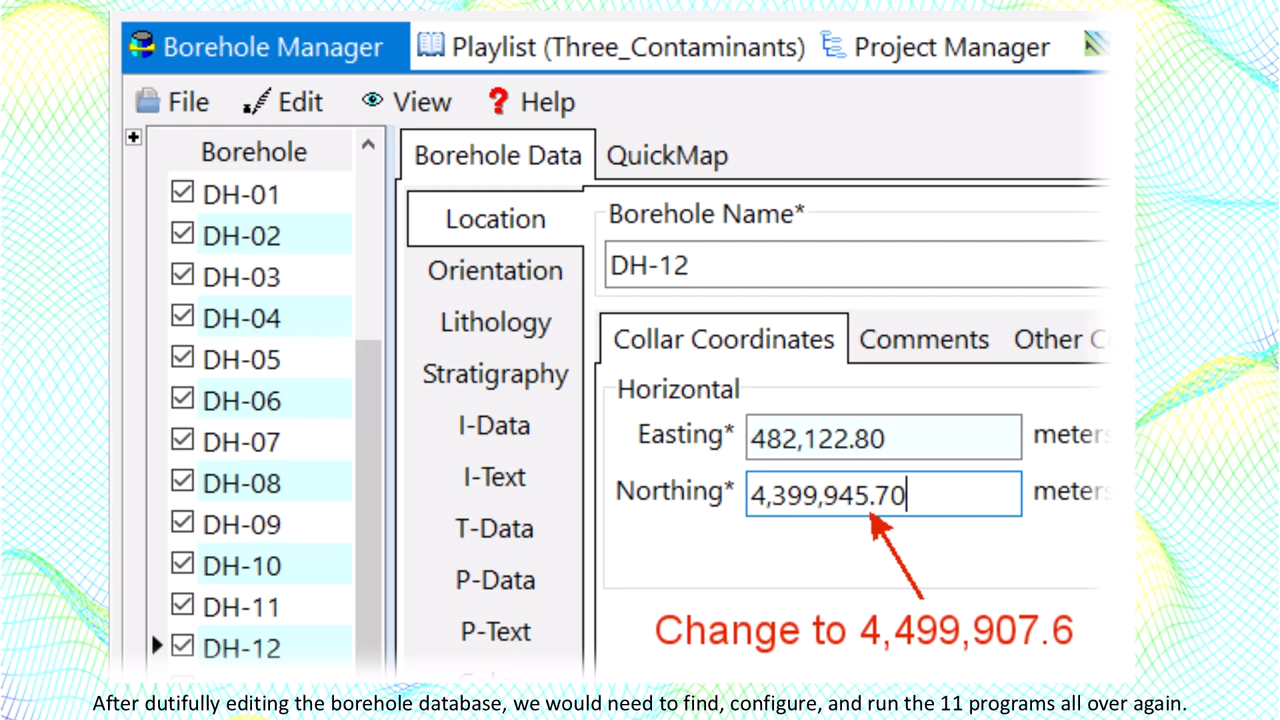 Borehole Manager Playlist (Three_Contaminants) Project Manager
File Edit View Help
Borehole
DH-01
DH-02
DH-03
DH-04
DH-05
DH-06
DH-07
DH-08
DH-09
DH-10
DH-11
DH-12
Borehole Data QuickMap
Location
Orientation
Lithology
Stratigraphy
I-Data
I-Text
T-Data
P-Data
P-Text
Borehole Name*
DH-12
Collar Coordinates Comments Other
Horizontal
Easting* 482,122.80 meters
Northing* 4,399,945.70 meters
Change to 4,499,907.6
After dutifully editing the borehole database, we would need to find, configure, and run the 11 programs all over again.